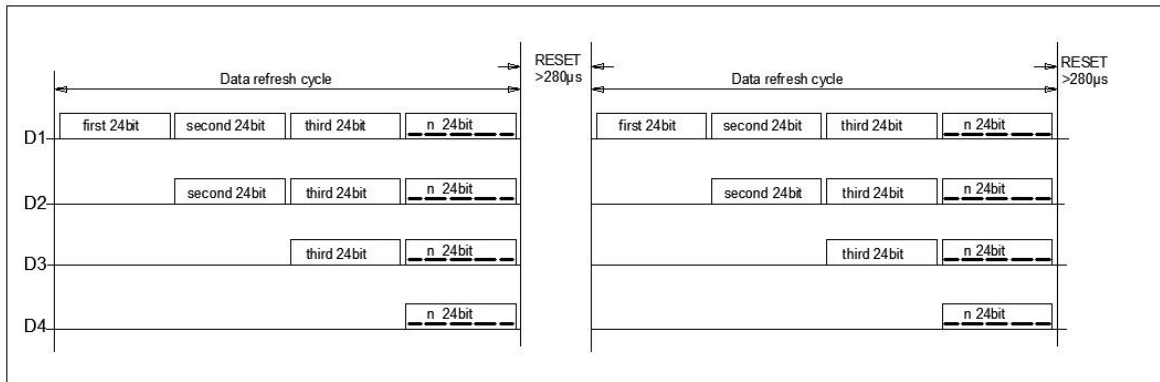 RESET
>280µs
RESET
>280µs
Data refresh cycle
Data refresh cycle
D1 first 24bit second 24bit third 24bit n 24bit first 24bit second 24bit third 24bit n 24bit
D2 second 24bit third 24bit n 24bit second 24bit third 24bit n 24bit
D3 third 24bit n 24bit third 24bit n 24bit
D4 n 24bit n 24bit